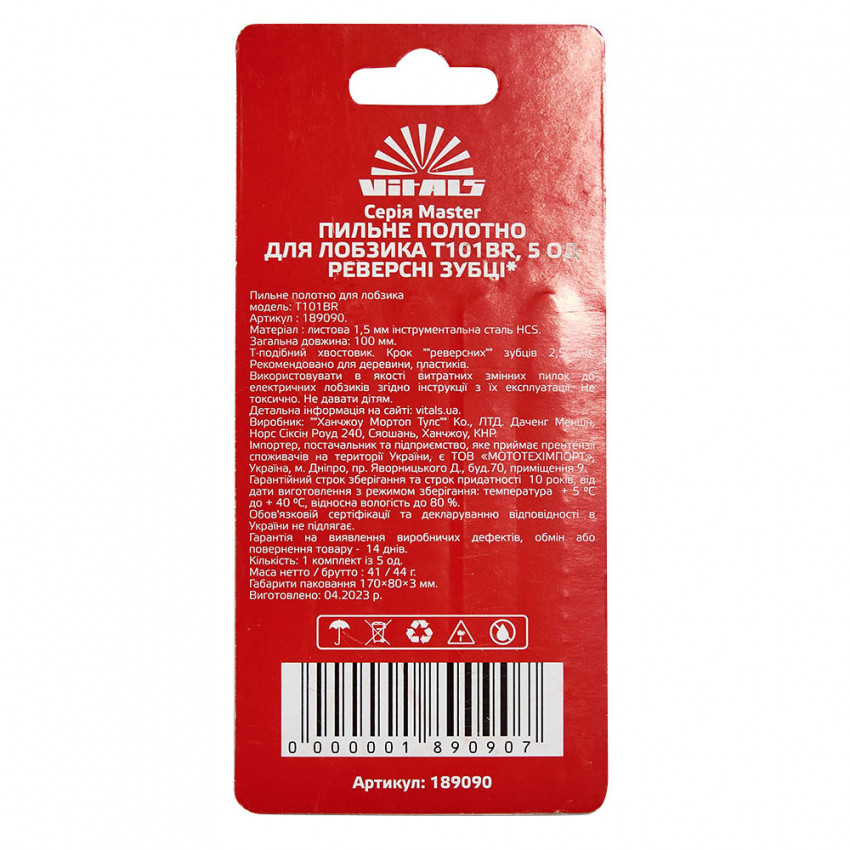 VITALS
Серія Master
ПИЛЬНЕ ПОЛОТНО
ДЛЯ ЛОБЗИКА T101BR, 5 ОД.
РЕВЕРСНІ ЗУБЦІ*
Пильне полотно для лобзика
модель: T101BR
Артикул : 189090.
Матеріал : листова 1,5 мм інструментальна сталь HCS.
Загальна довжина: 100 мм.
Т-подібний хвостовик. Крок ""реверсних"" зубців 2,5 мм.
Рекомендовано для деревини, пластиків.
Використовувати в якості витратних змінних пилок до
електричних лобзиків згідно інструкції з їх експлуатації. Не
токсично. Не давати дітям.
Детальна інформація на сайті: vitals.ua.
Виробник: ""Ханчжоу Мортоп Тулс"" Ко., ЛТД. Даченг Меншн,
Норс Сіксін Роуд 240, Сяошань, Ханчжоу, КНР.
Імпортер, постачальник та підприємство, яке приймає прентензії
споживачів на території України, є ТОВ «МОТОТЕХІМПОРТ»,
Україна, м. Дніпро, пр. Яворницького Д., буд.70, приміщення 9.
Гарантійний строк зберігання та строк придатності 10 років, від
дати виготовлення з режимом зберігання: температура + 5 ºС
до + 40 ºС, відносна вологість до 80 %.
Обов'язковій сертифікації та декларуванню відповідності в
України не підлягає.
Гарантія на виявлення виробничих дефектів, обмін або
повернення товару - 14 днів.
Кількість: 1 комплект із 5 од.
Маса нетто / брутто : 41 / 44 г.
Габарити паковання 170×80×3 мм.
Виготовлено: 04.2023 р.
0 000001 890907
Артикул: 189090